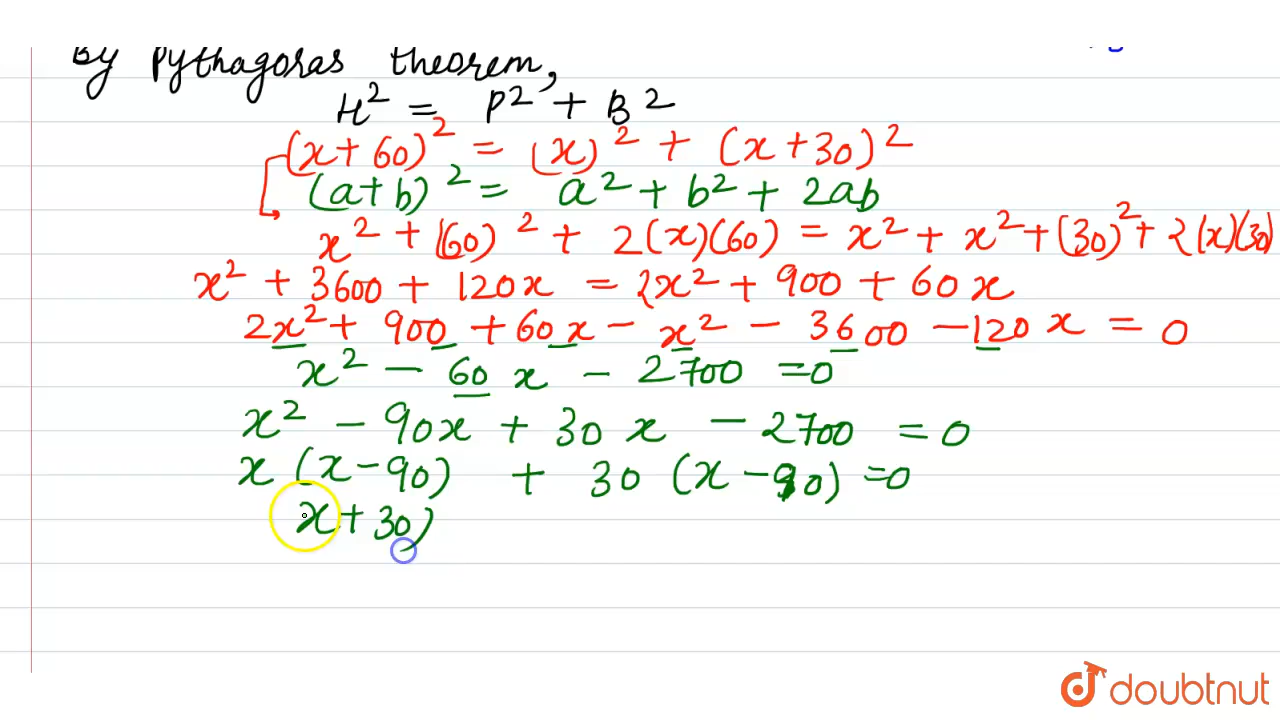 By Pythagoras theorem,
H² = P² + B²
(x+60)² = (x)² + (x+30)²
(a+b)² = a² + b² + 2ab
x² + (60)² + 2(x)(60) = x² + x² + (30)² + 2(x)(30)
x² + 3600 + 120x = 2x² + 900 + 60x
2x² + 900 + 60x - x² - 3600 - 120x = 0
x² - 60x - 2700 = 0
x² - 90x + 30x - 2700 = 0
x (x-90) + 30 (x-90) = 0
x+30)
doubtnut